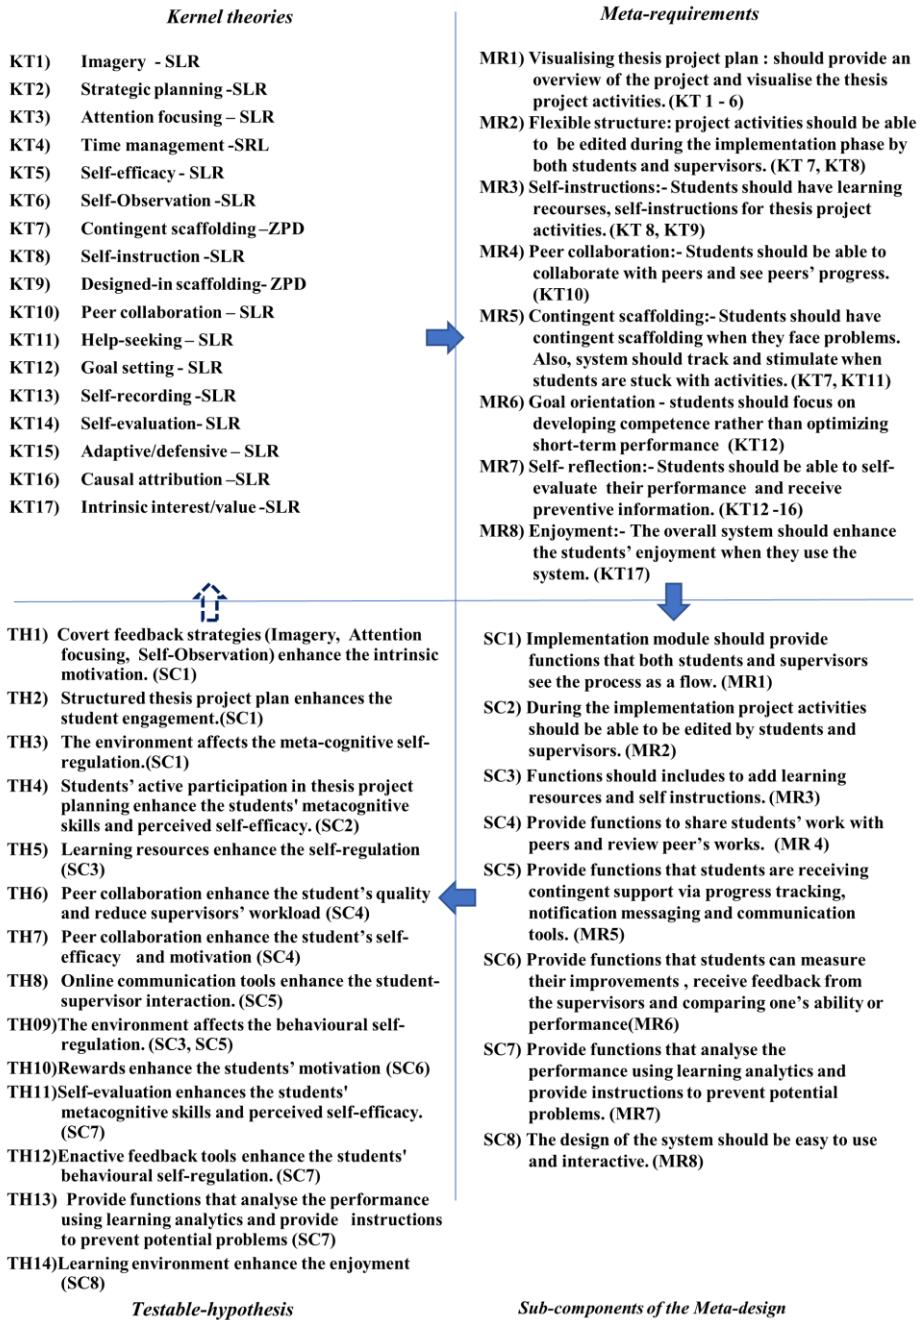 Kernel theories
KT1) Imagery - SLR
KT2) Strategic planning -SLR
KT3) Attention focusing – SLR
KT4) Time management -SRL
KT5) Self-efficacy - SLR
KT6) Self-Observation -SLR
KT7) Contingent scaffolding –ZPD
KT8) Self-instruction -SLR
KT9) Designed-in scaffolding- ZPD
KT10) Peer collaboration – SLR
KT11) Help-seeking – SLR
KT12) Goal setting - SLR
KT13) Self-recording -SLR
KT14) Self-evaluation- SLR
KT15) Adaptive/defensive – SLR
KT16) Causal attribution –SLR
KT17) Intrinsic interest/value -SLR
Meta-requirements
MR1) Visualising thesis project plan : should provide an
overview of the project and visualise the thesis
project activities. (KT 1 - 6)
MR2) Flexible structure: project activities should be able
to be edited during the implementation phase by
both students and supervisors. (KT 7, KT8)
MR3) Self-instructions:- Students should have learning
recourses, self-instructions for thesis project
activities. (KT 8, KT9)
MR4) Peer collaboration:- Students should be able to
collaborate with peers and see peers’ progress.
(KT10)
MR5) Contingent scaffolding:- Students should have
contingent scaffolding when they face problems.
Also, system should track and stimulate when
students are stuck with activities. (KT7, KT11)
MR6) Goal orientation - students should focus on
developing competence rather than optimizing
short-term performance (KT12)
MR7) Self- reflection:- Students should be able to self-
evaluate their performance and receive
preventive information. (KT12 -16)
MR8) Enjoyment:- The overall system should enhance
the students’ enjoyment when they use the
system. (KT17)
TH1) Covert feedback strategies (Imagery, Attention
focusing, Self-Observation) enhance the intrinsic
motivation. (SC1)
TH2) Structured thesis project plan enhances the
student engagement.(SC1)
TH3) The environment affects the meta-cognitive self-
regulation.(SC1)
TH4) Students’ active participation in thesis project
planning enhance the students' metacognitive
skills and perceived self-efficacy. (SC2)
TH5) Learning resources enhance the self-regulation
(SC3)
TH6) Peer collaboration enhance the student’s quality
and reduce supervisors’ workload (SC4)
TH7) Peer collaboration enhance the student’s self-
efficacy and motivation (SC4)
TH8) Online communication tools enhance the student-
supervisor interaction. (SC5)
TH09)The environment affects the behavioural self-
regulation. (SC3, SC5)
TH10)Rewards enhance the students’ motivation (SC6)
TH11)Self-evaluation enhances the students'
metacognitive skills and perceived self-efficacy.
(SC7)
TH12)Enactive feedback tools enhance the students'
behavioural self-regulation. (SC7)
TH13) Provide functions that analyse the performance
using learning analytics and provide instructions
to prevent potential problems (SC7)
TH14)Learning environment enhance the enjoyment
(SC8)
Testable-hypothesis
SC1) Implementation module should provide
functions that both students and supervisors
see the process as a flow. (MR1)
SC2) During the implementation project activities
should be able to be edited by students and
supervisors. (MR2)
SC3) Functions should includes to add learning
resources and self instructions. (MR3)
SC4) Provide functions to share students’ work with
peers and review peer’s works. (MR 4)
SC5) Provide functions that students are receiving
contingent support via progress tracking,
notification messaging and communication
tools. (MR5)
SC6) Provide functions that students can measure
their improvements , receive feedback from
the supervisors and comparing one’s ability or
performance(MR6)
SC7) Provide functions that analyse the
performance using learning analytics and
provide instructions to prevent potential
problems. (MR7)
SC8) The design of the system should be easy to use
and interactive. (MR8)
Sub-components of the Meta-design